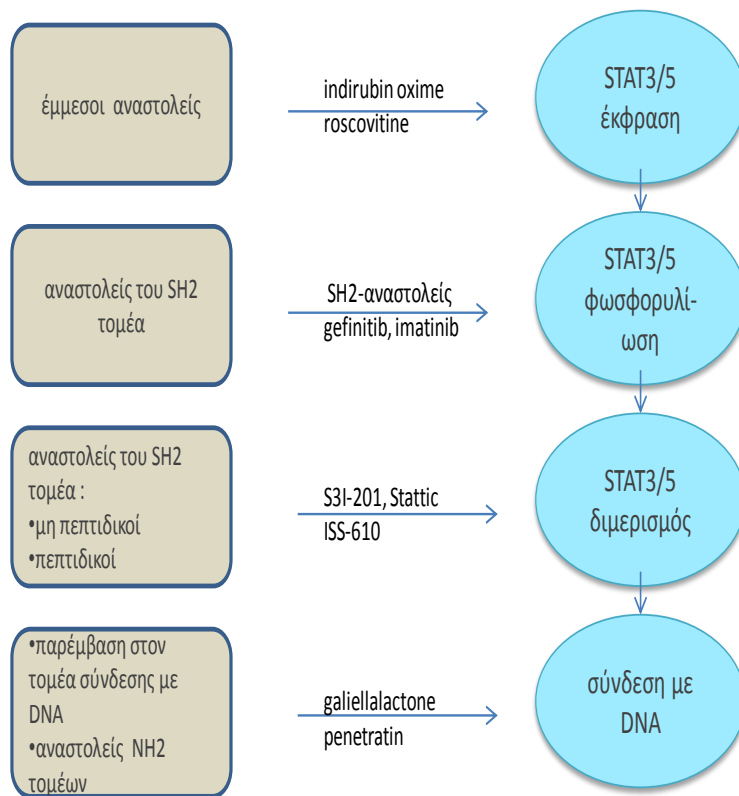 έμμεσοι αναστολείς
indirubin oxime
roscovitine
STAT3/5
έκφραση
αναστολείς του SH2
τομέα
SH2-αναστολείς
gefinitib, imatinib
STAT3/5
φωσφορυλί-
ωση
αναστολείς του SH2
τομέα :
•μη πεπτιδικοί
•πεπτιδικοί
S3I-201, Stattic
ISS-610
STAT3/5
διμερισμός
•παρέμβαση στον
τομέα σύνδεσης με
DNA
•αναστολείς NH2
τομέων
galiellalactone
penetratin
σύνδεση με
DNA